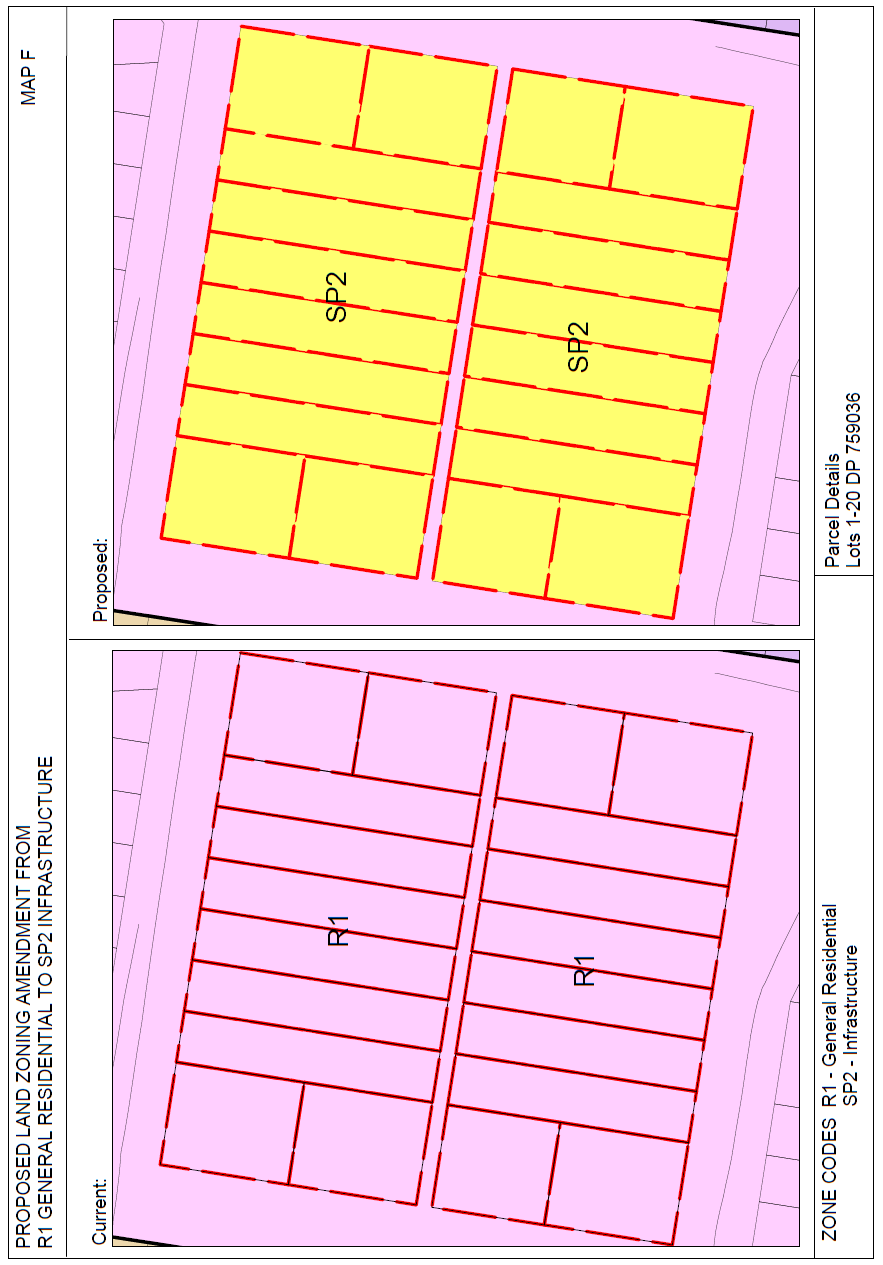 PROPOSED LAND ZONING AMENDMENT FROM
R1 GENERAL RESIDENTIAL TO SP2 INFRASTRUCTURE
MAP F
Current:
R1
R1
Proposed:
SP2
SP2
ZONE CODES R1 - General Residential
SP2 - Infrastructure
Parcel Details
Lots 1-20 DP 759036